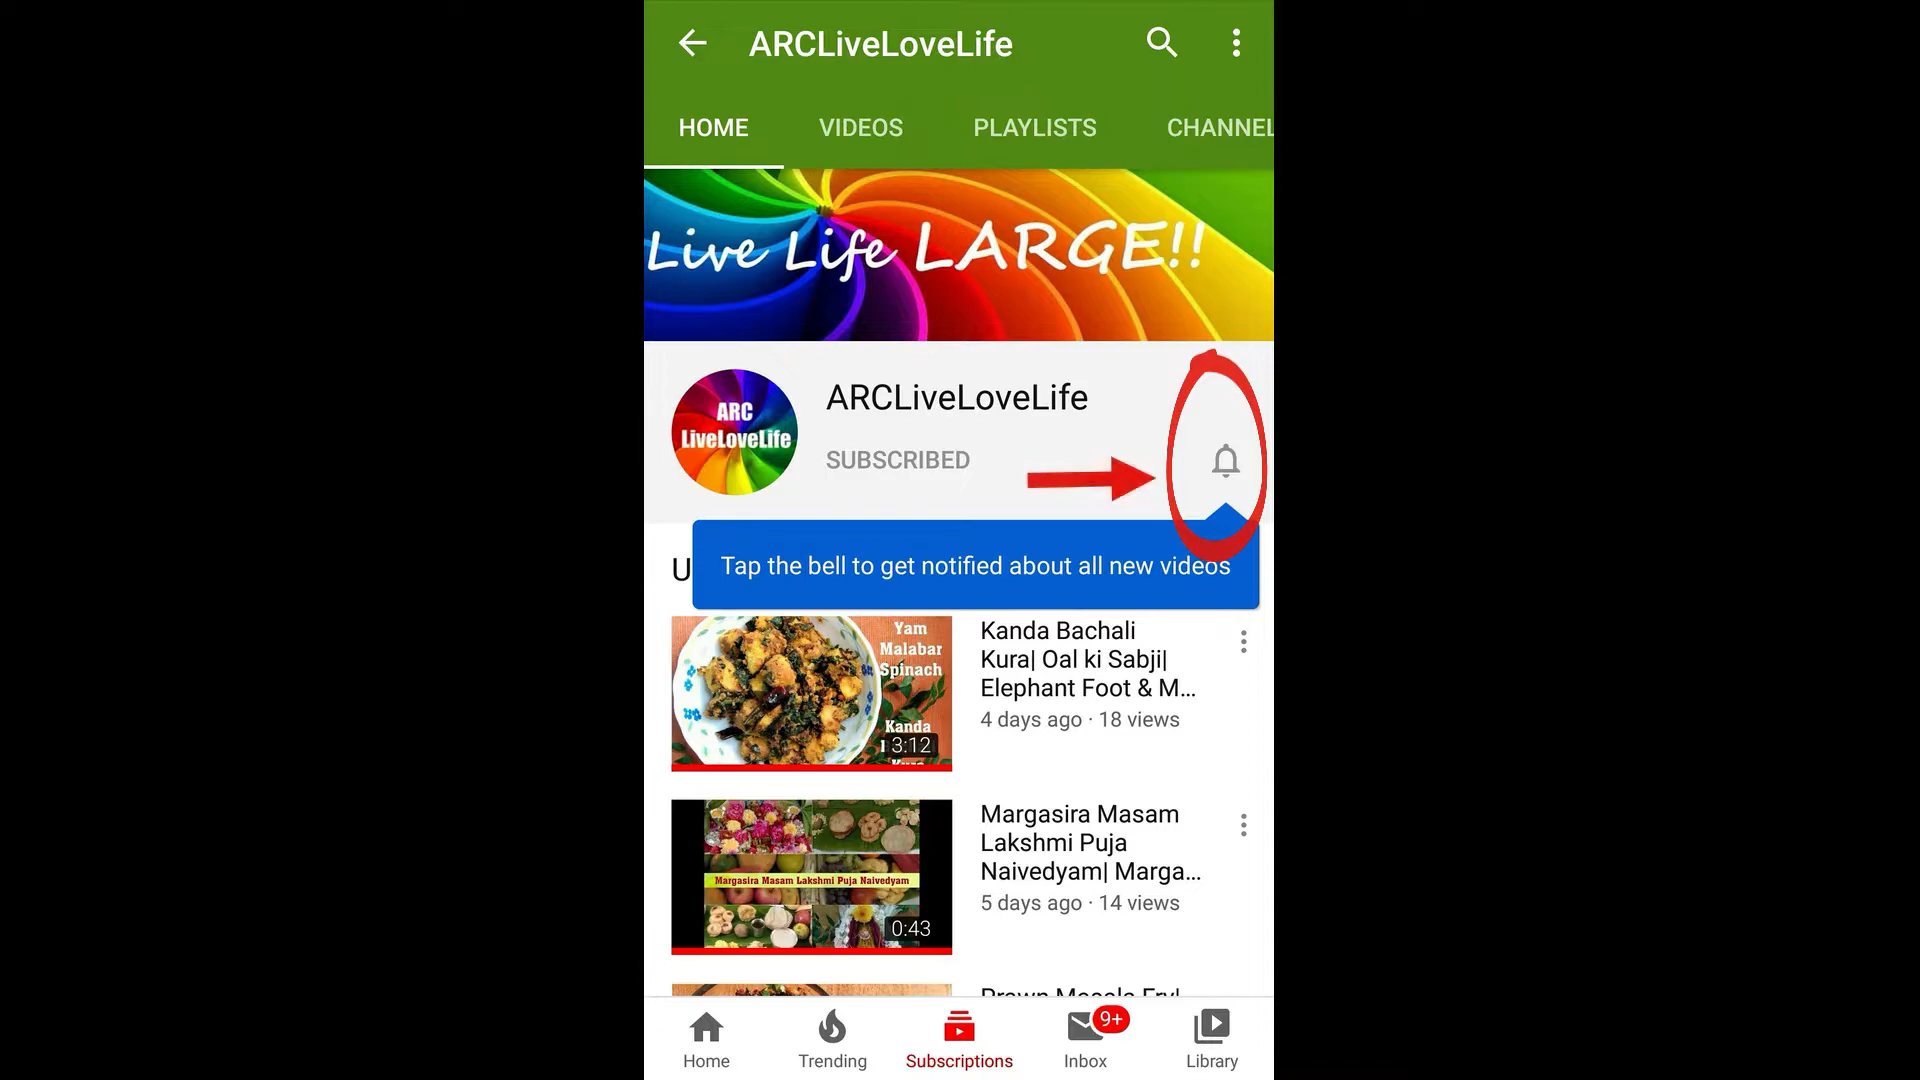 ARCLiveLoveLife
HOME VIDEOS PLAYLISTS CHANNEL
Live Life LARGE!!
ARC
LiveLoveLife
ARCLiveLoveLife
SUBSCRIBED
Tap the bell to get notified about all new videos
U
Yam
Malabar
Spinach
Kanda
3:12
Kanda Bachali
Kura| Oal ki Sabji|
Elephant Foot & M...
4 days ago · 18 views
Margasira Masam Lakshmi Puja Naivedyam
0:43
Margasira Masam
Lakshmi Puja
Naivedyam| Marga...
5 days ago · 14 views
Prawn Masala Fry|
9+
Home Trending Subscriptions Inbox Library